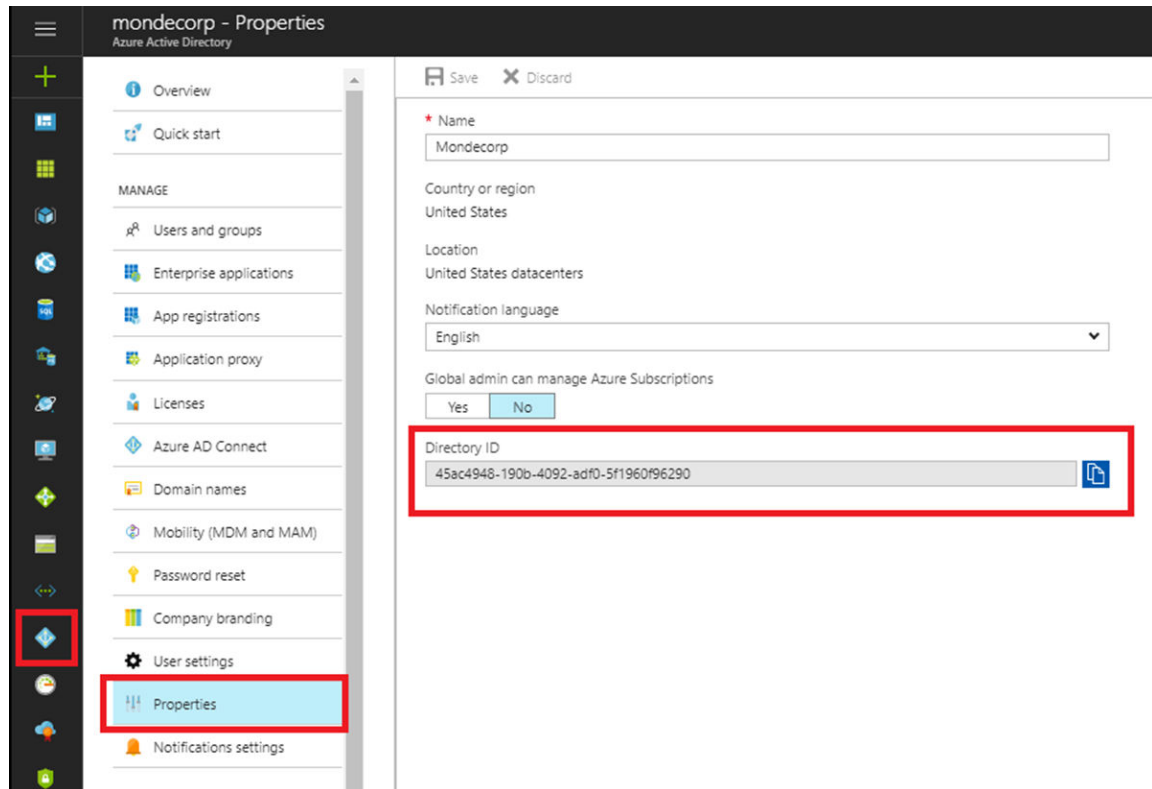 mondecorp - Properties
Azure Active Directory
Overview
Quick start
MANAGE
Users and groups
Enterprise applications
App registrations
Application proxy
Licenses
Azure AD Connect
Domain names
Mobility (MDM and MAM)
Password reset
Company branding
User settings
Properties
Notifications settings
Save Discard
* Name
Mondecorp
Country or region
United States
Location
United States datacenters
Notification language
English
Global admin can manage Azure Subscriptions
Yes No
Directory ID
45ac4948-190b-4092-adf0-5f1960f96290
SQL